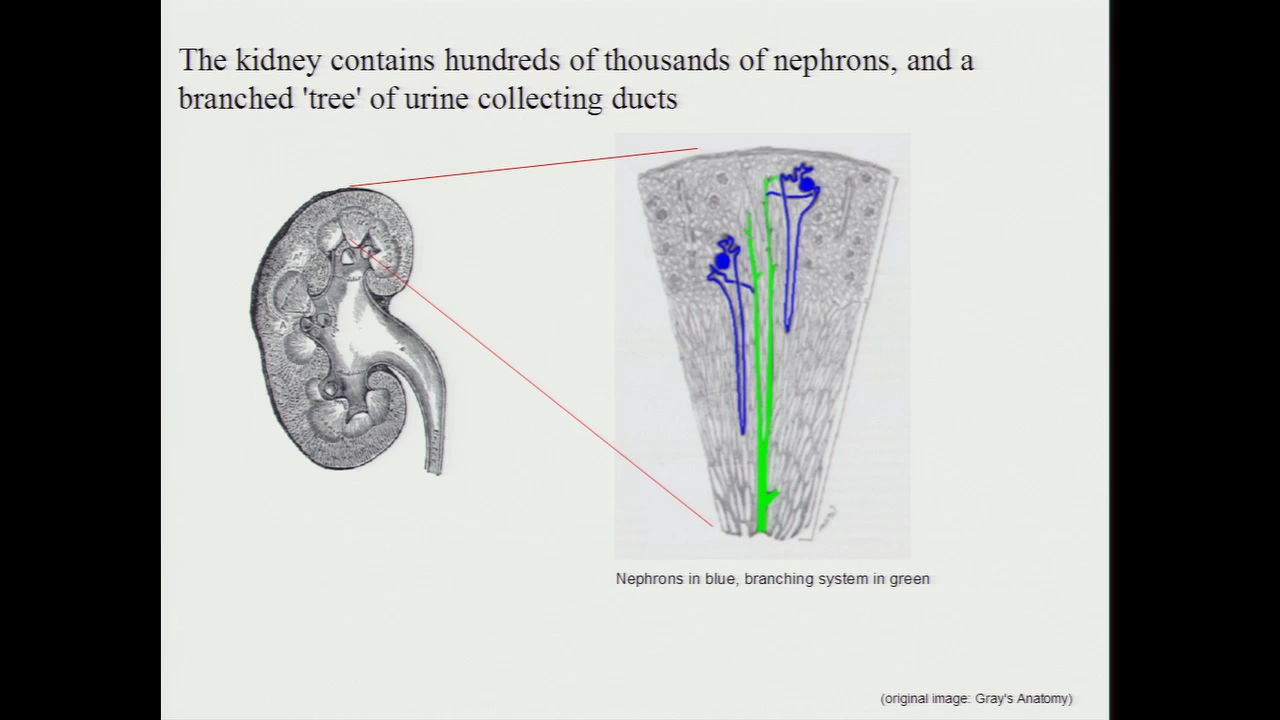 The kidney contains hundreds of thousands of nephrons, and a
branched 'tree' of urine collecting ducts
Nephrons in blue, branching system in green
(original image: Gray's Anatomy)